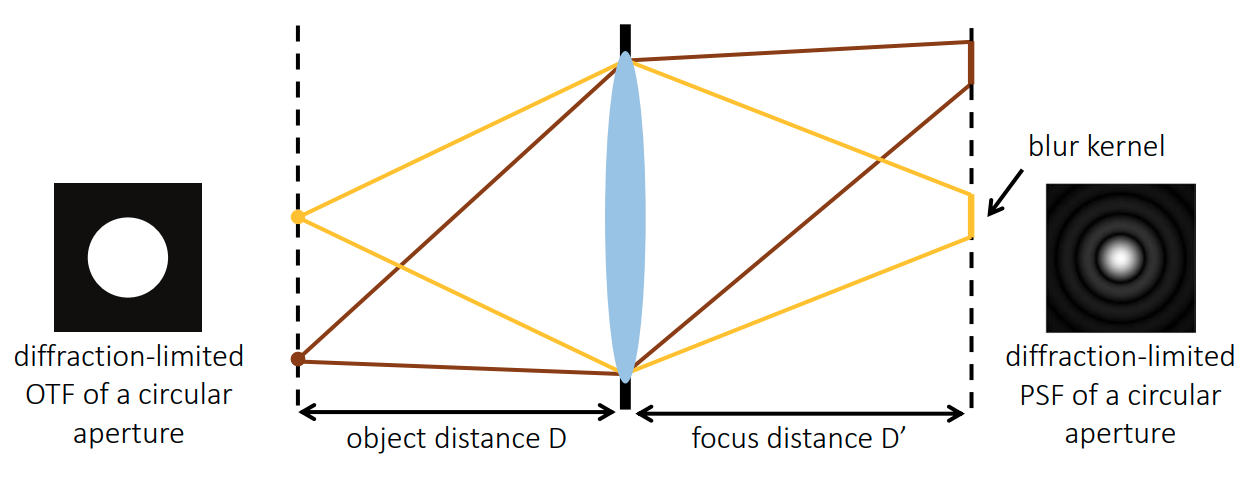 blur kernel
diffraction-limited
OTF of a circular
aperture
diffraction-limited
PSF of a circular
aperture
object distance D
focus distance D’